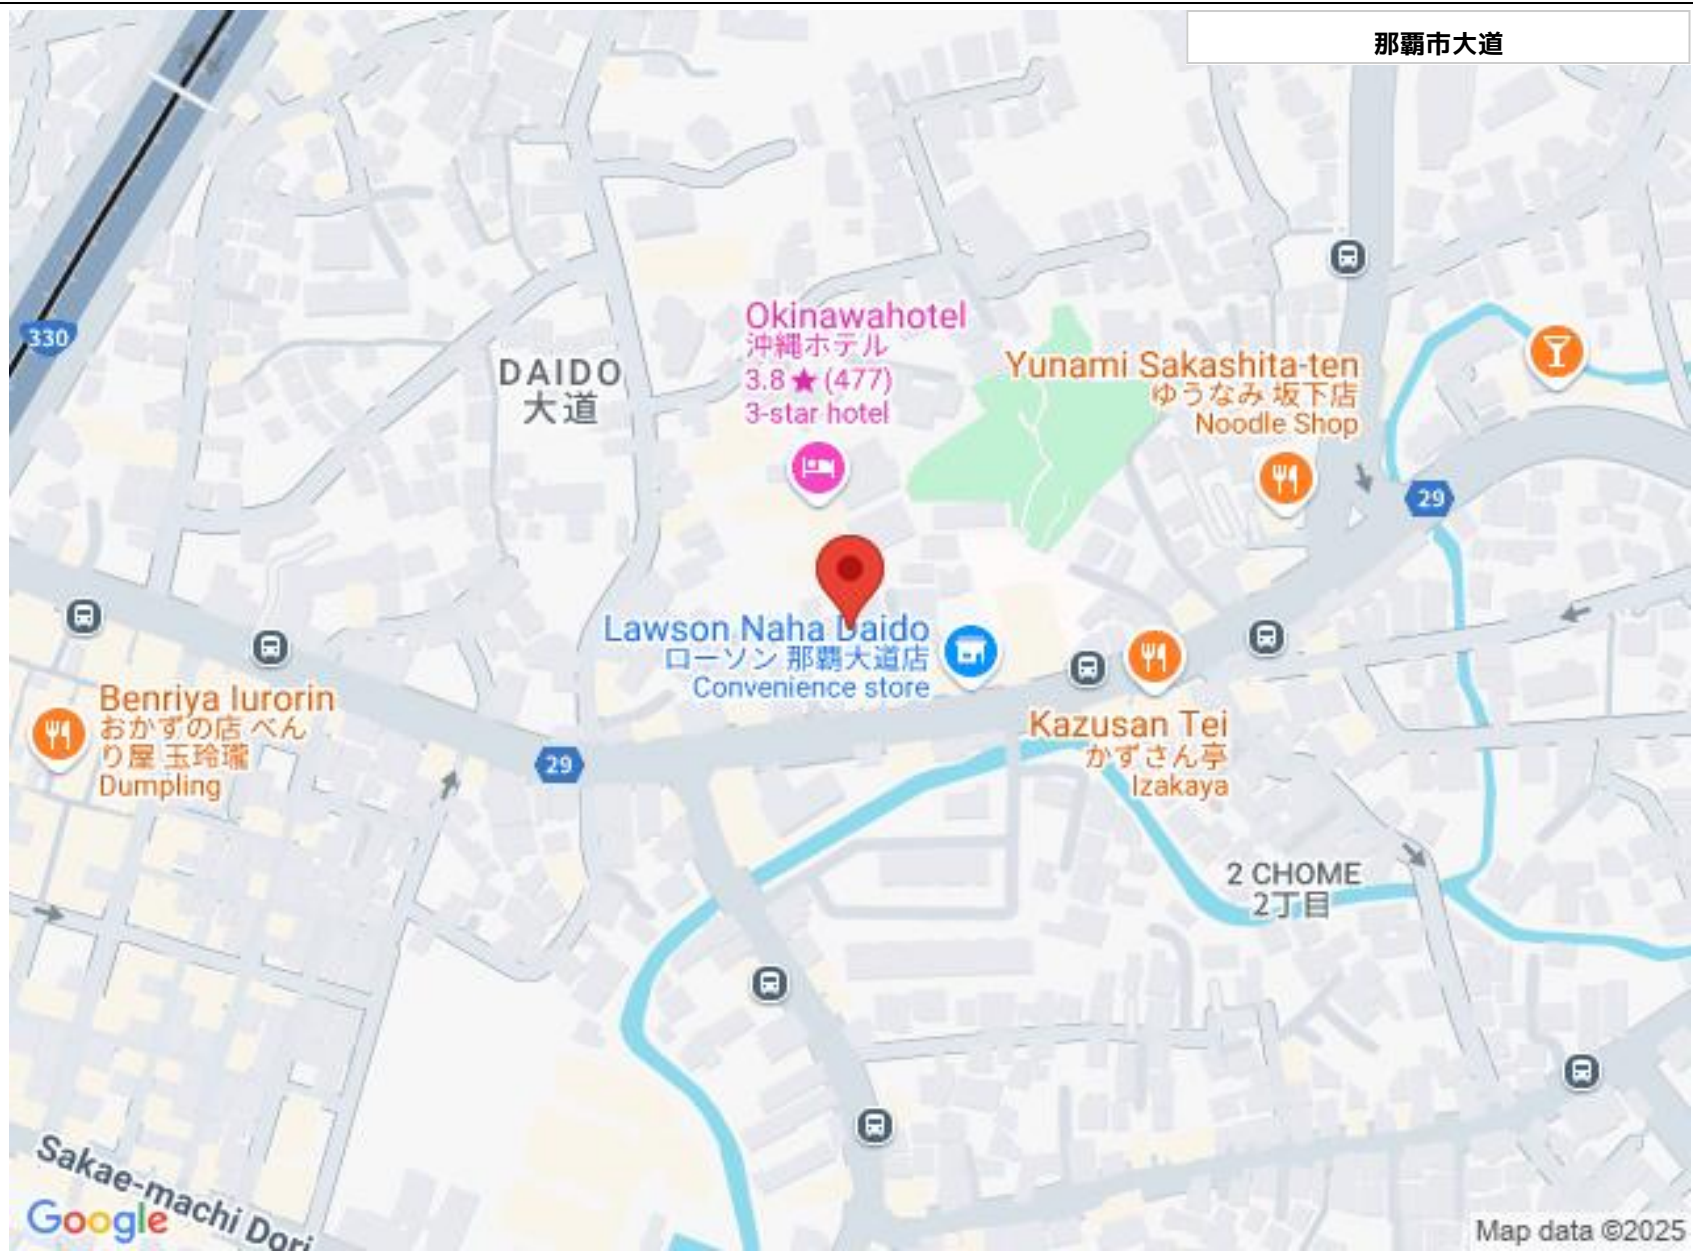 那覇市大道
330
DAIDO
大道
Okinawahotel
沖縄ホテル
3.8★(477)
3-star hotel
Yunami Sakashita-ten
ゆうなみ 坂下店
Noodle Shop
29
Lawson Naha Daido
ローソン 那覇大道店
Convenience store
Benriya Iurorin
おかずの店 べん
り屋 玉玲瓏
Dumpling
29
Kazusan Tei
かずさん亭
Izakaya
2 CHOME
2丁目
Sakae-machi Dori
Google
Map data ©2025